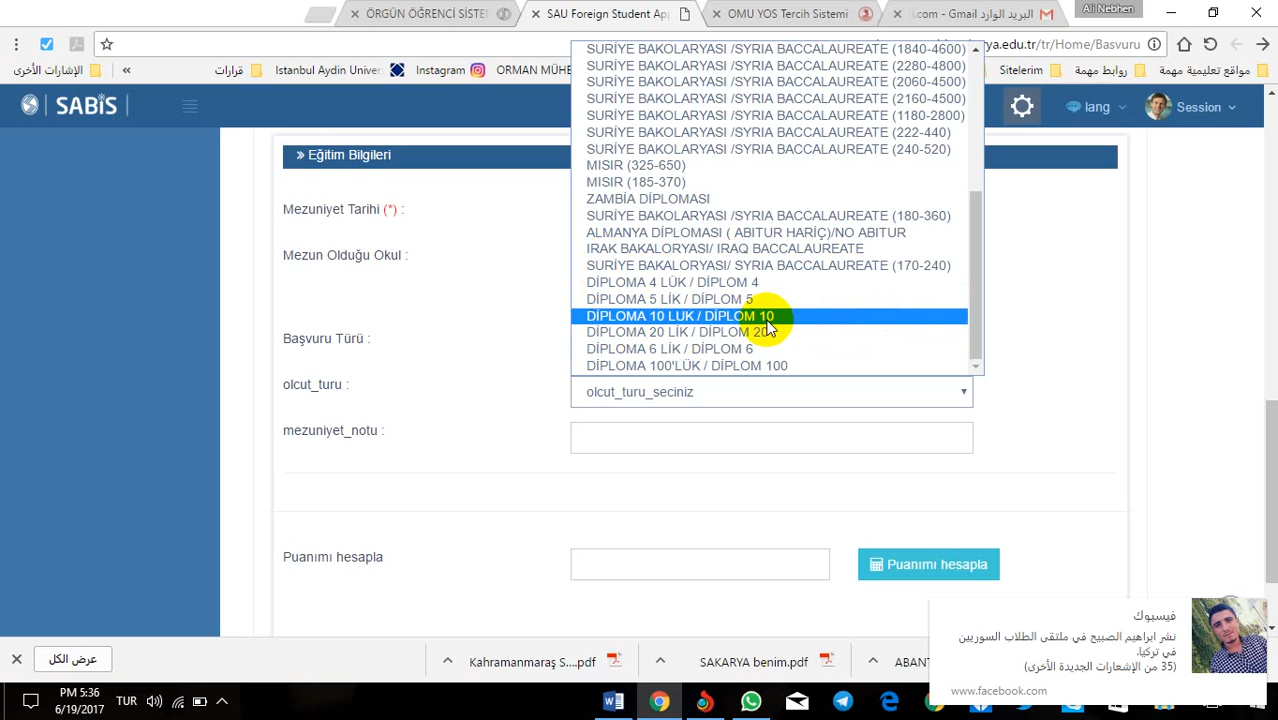 Ali Nebhen
ÖRGÜN ÖĞRENCİ SİSTE
SAU Foreign Student Ap
OMU YOS Tercih Sistemi
البريد الوارد s.com - Gmail
arya.edu.tr/tr/Home/Basvuru
الإشارات الأخرى
قرارات
Istanbul Aydin Univer
Instagram
ORMAN MÜHE
Sitelerim
روابط مهمة
مواقع تعليمية مهمة
SABİS
lang
Session
Eğitim Bilgileri
Mezuniyet Tarihi (*) :
Mezun Olduğu Okul :
Başvuru Türü :
olcut_turu :
mezuniyet_notu :
SURİYE BAKOLARYASI /SYRIA BACCALAUREATE (1840-4600)
SURİYE BAKOLARYASI /SYRIA BACCALAUREATE (2280-4800)
SURİYE BAKOLARYASI /SYRIA BACCALAUREATE (2060-4500)
SURİYE BAKOLARYASI /SYRIA BACCALAUREATE (2160-4500)
SURİYE BAKOLARYASI /SYRIA BACCALAUREATE (1180-2800)
SURİYE BAKOLARYASI /SYRIA BACCALAUREATE (222-440)
SURİYE BAKOLARYASI /SYRIA BACCALAUREATE (240-520)
MISIR (325-650)
MISIR (185-370)
ZAMBİA DİPLOMASI
SURİYE BAKOLARYASI /SYRIA BACCALAUREATE (180-360)
ALMANYA DİPLOMASI ( ABITUR HARİÇ)/NO ABITUR
IRAK BAKALORYASI/ IRAQ BACCALAUREATE
SURİYE BAKALORYASI/ SYRIA BACCALAUREATE (170-240)
DİPLOMA 4 LÜK / DİPLOM 4
DİPLOMA 5 LİK / DİPLOM 5
DİPLOMA 10 LUK / DİPLOM 10
DİPLOMA 20 LİK / DİPLOM 20
DİPLOMA 6 LİK / DİPLOM 6
DİPLOMA 100'LÜK / DİPLOM 100
olcut_turu_seciniz
Puanımı hesapla
Puanımı hesapla
فيسبوك
نشر ابراهيم الصبيح في ملتقى الطلاب السوريين
في تركيا.
(35 من الإشعارات الجديدة الأخرى)
www.facebook.com
عرض الكل
Kahramanmaraş S....pdf
SAKARYA benim.pdf
ABANT
PM 5:36
6/19/2017
TUR